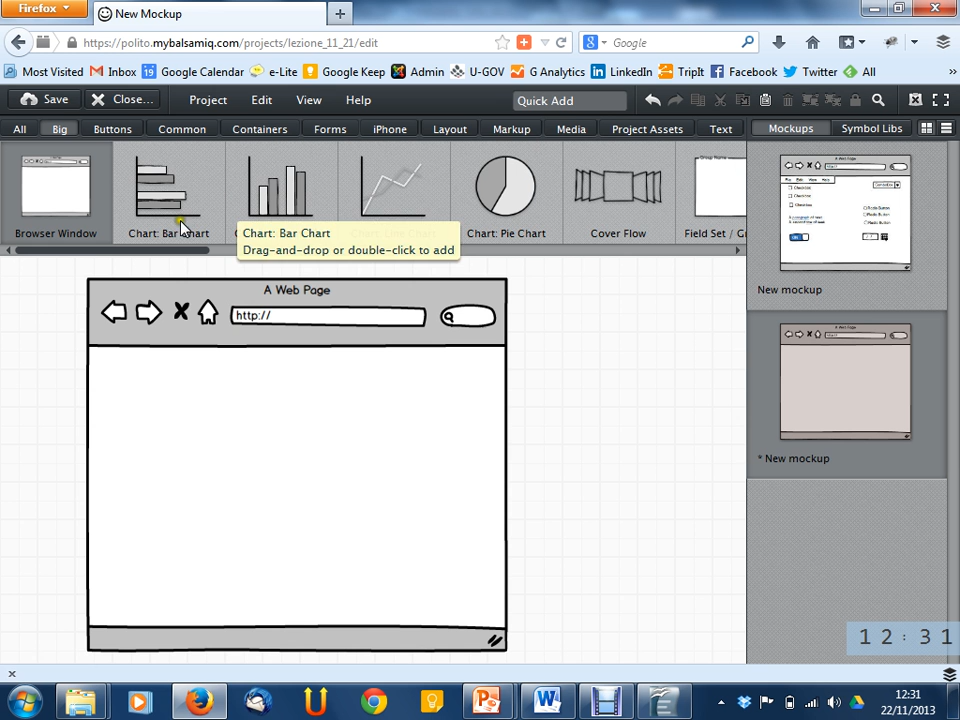 Firefox
New Mockup
https://polito.mybalsamiq.com/projects/lezione_11_21/edit
Google
Most Visited
Inbox
Google Calendar
e-Lite
Google Keep
Admin
U-GOV
G Analytics
LinkedIn
TripIt
Facebook
Twitter
All
Save
Close...
Project
Edit
View
Help
Quick Add
All
Big
Buttons
Common
Containers
Forms
iPhone
Layout
Markup
Media
Project Assets
Text
Mockups
Symbol Libs
Browser Window
Chart: Bar Chart
Chart: Pie Chart
Cover Flow
Field Set / Gr
Chart: Bar Chart
Drag-and-drop or double-click to add
A Web Page
http://
New mockup
* New mockup
12:31
12:31
22/11/2013